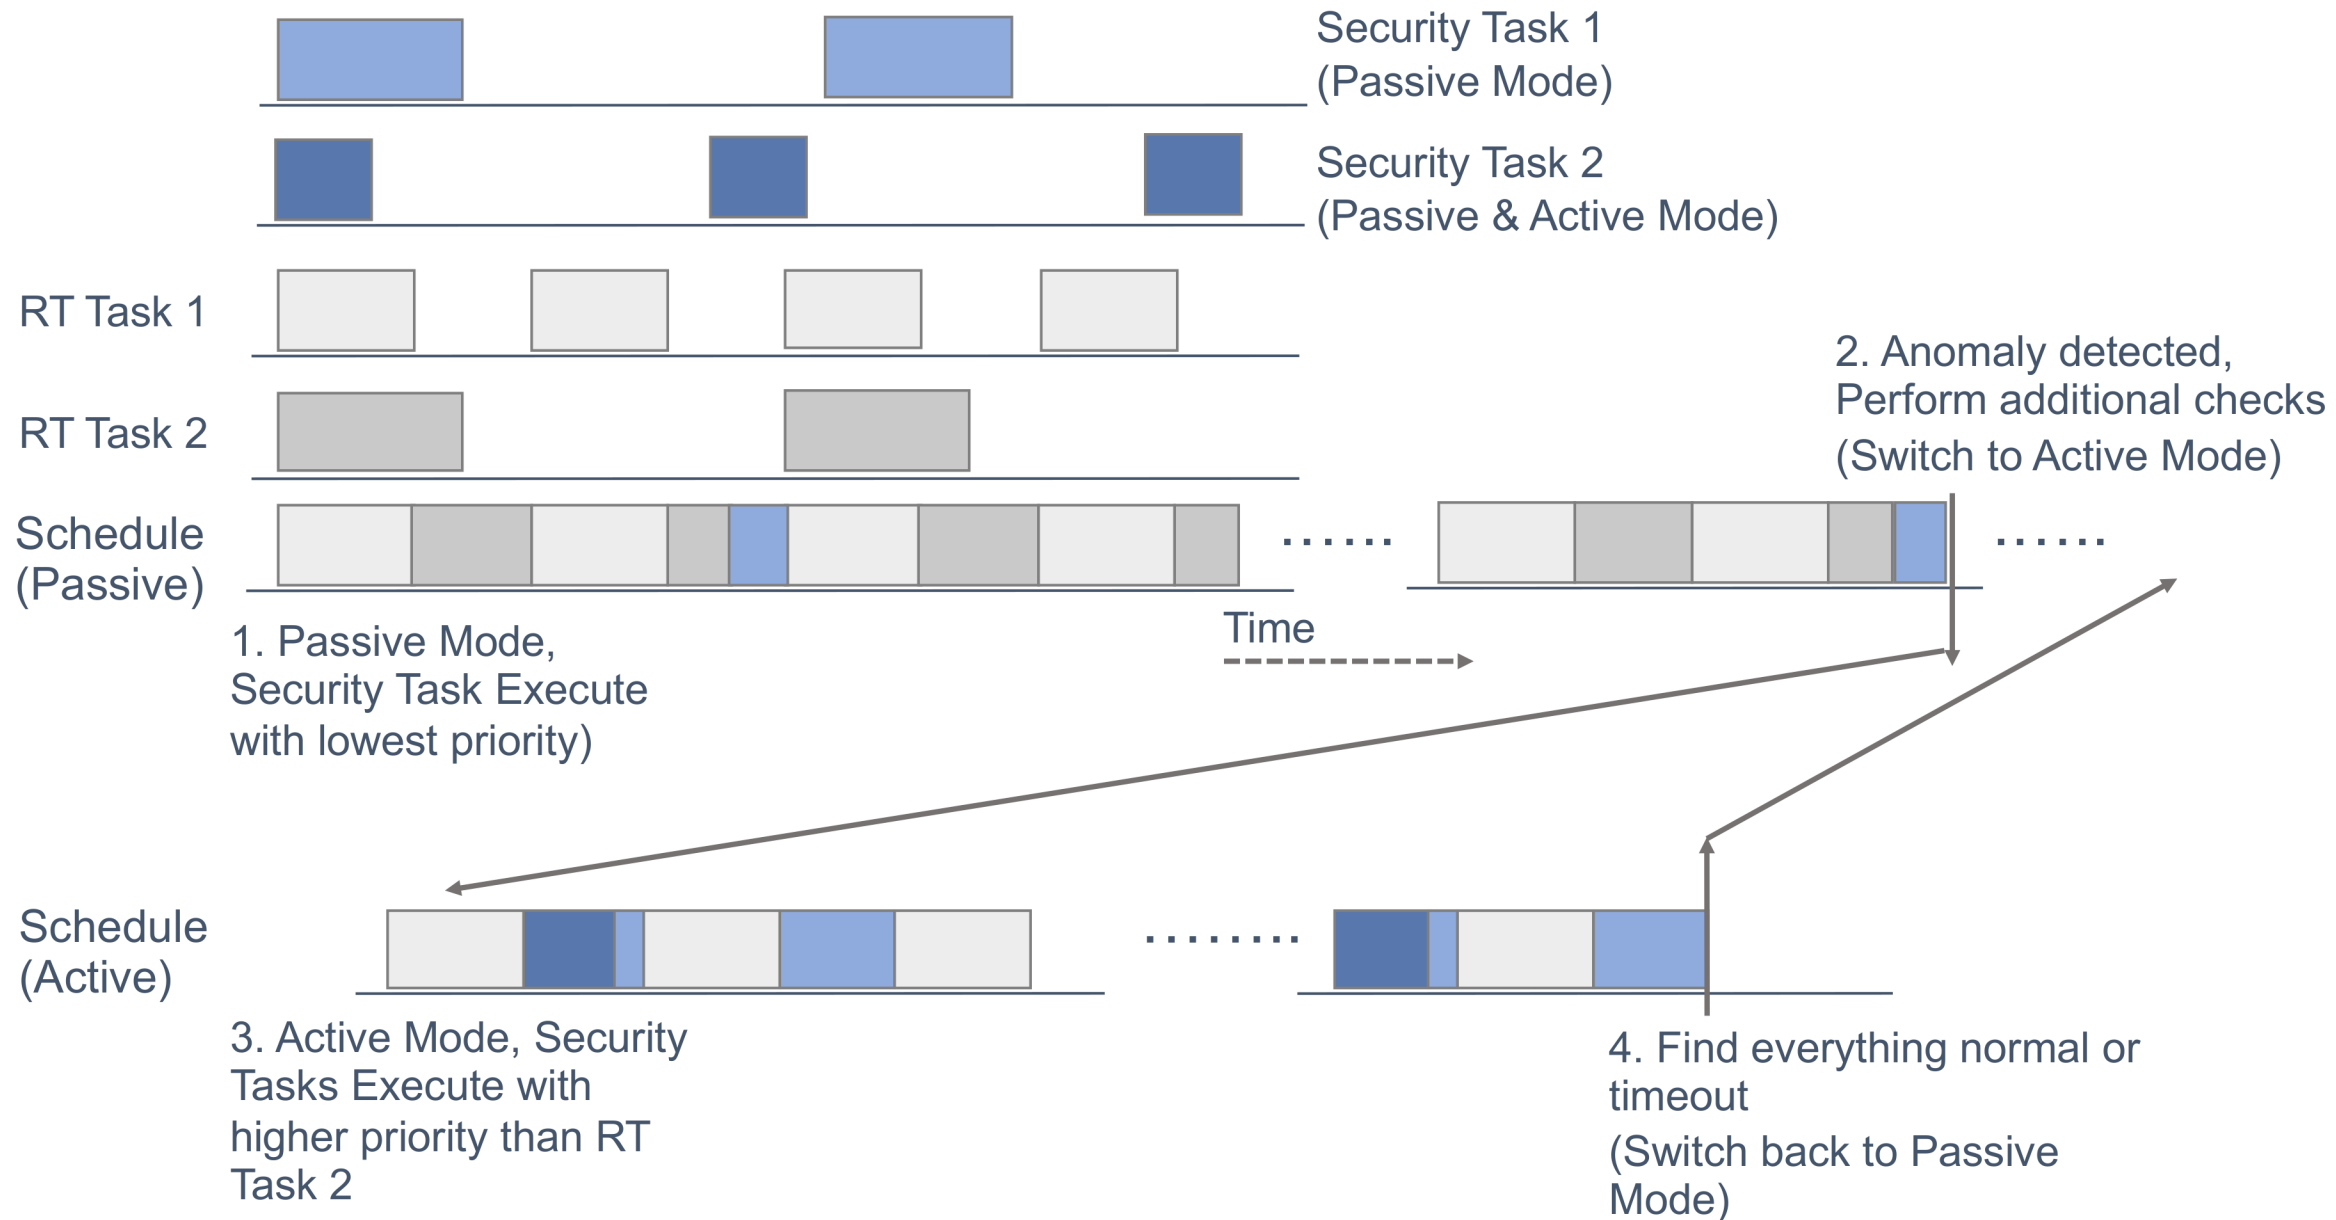 Security Task 1
(Passive Mode)
Security Task 2
(Passive & Active Mode)
RT Task 1
RT Task 2
2. Anomaly detected,
Perform additional checks
(Switch to Active Mode)
Schedule
(Passive)
Time
1. Passive Mode,
Security Task Execute
with lowest priority)
Schedule
(Active)
3. Active Mode, Security
Tasks Execute with
higher priority than RT
Task 2
4. Find everything normal or
timeout
(Switch back to Passive
Mode)